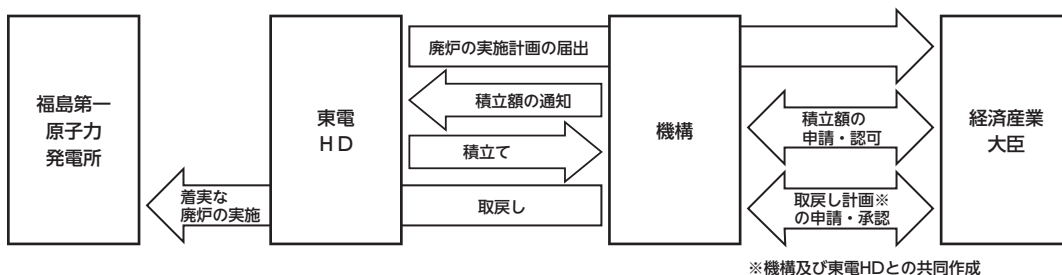 福島第一
原子力
発電所
東電
ＨＤ
廃炉の実施計画の届出
積立額の通知
積立て
取戻し
着実な
廃炉の実施
機構
積立額の
申請・認可
取戻し計画※
の申請・承認
経済産業
大臣
※機構及び東電HDとの共同作成